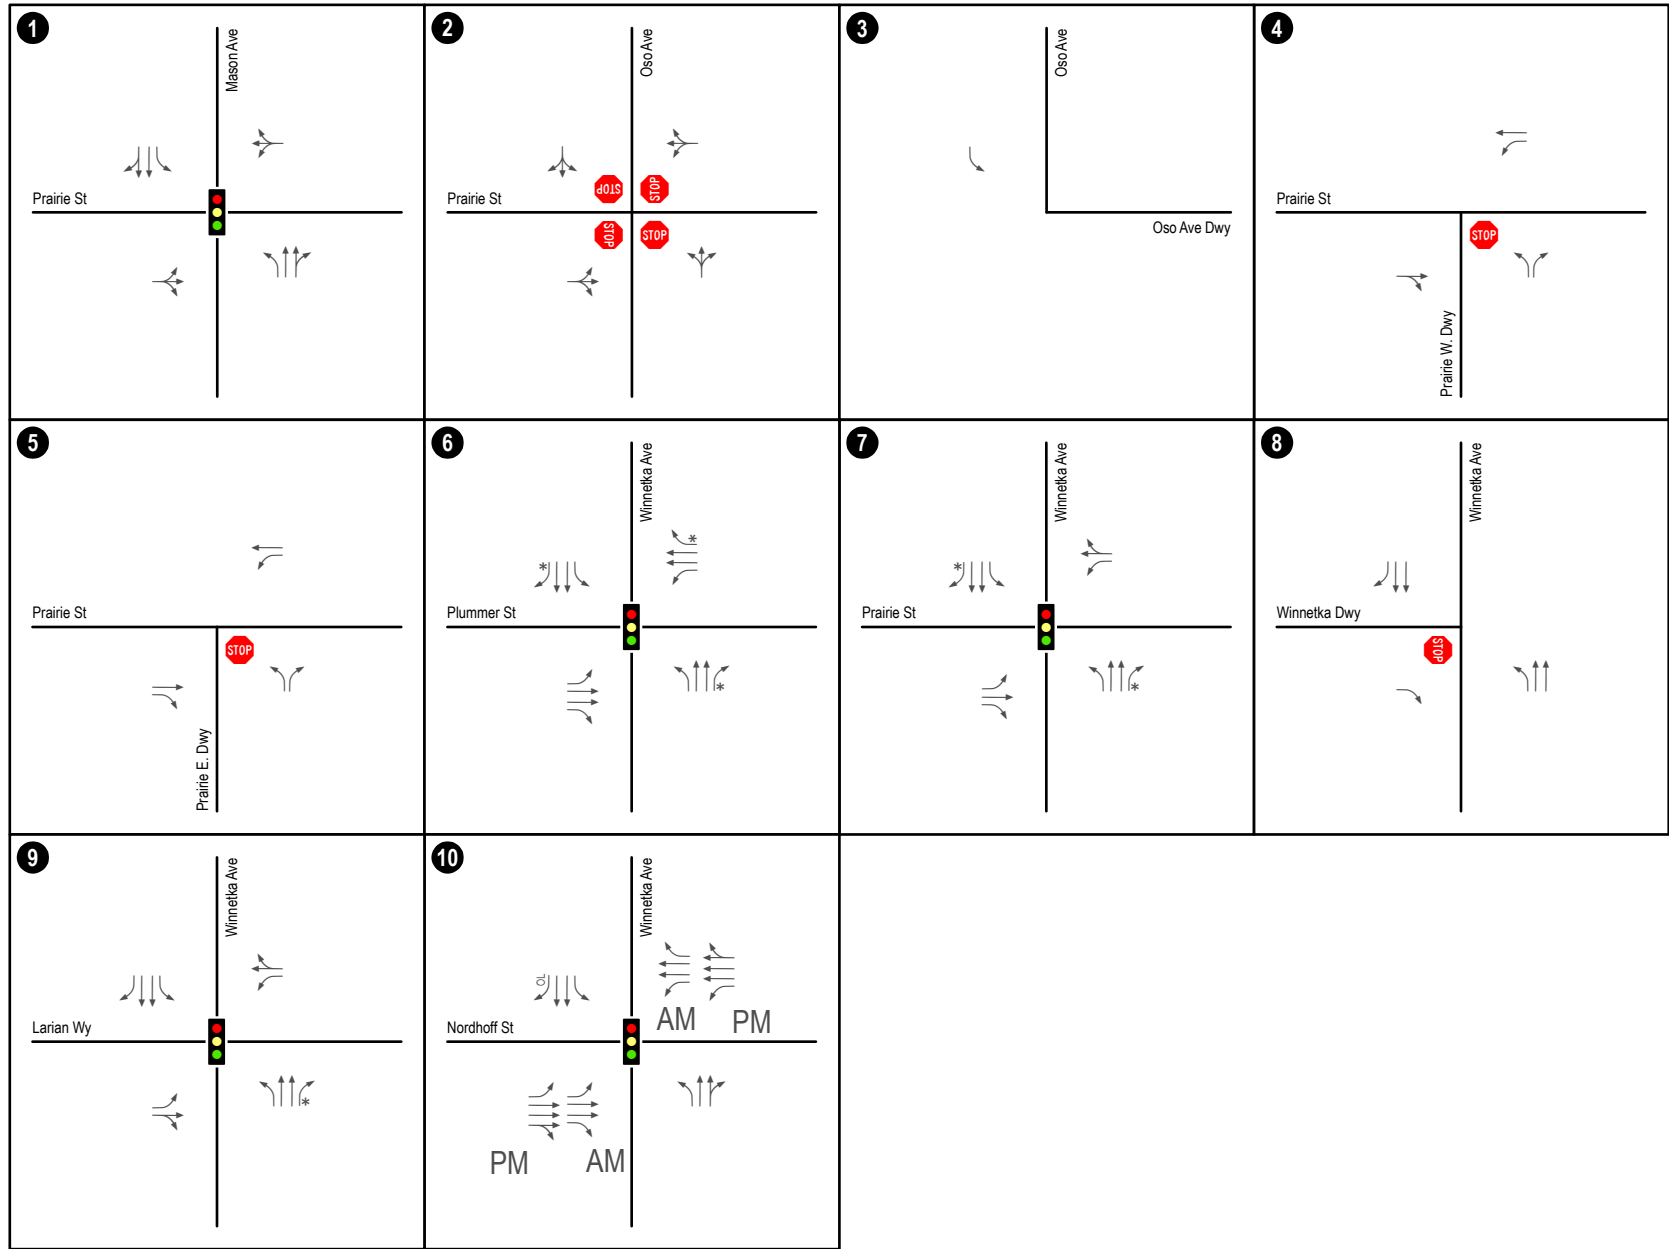 1
Mason Ave
Prairie St
2
Oso Ave
STOP
STOP
Prairie St
STOP
STOP
3
Oso Ave
Oso Ave Dwy
4
Prairie St
STOP
Prairie W. Dwy
5
Prairie St
STOP
Prairie E. Dwy
6
Winnetka Ave
*
*
Plummer St
*
7
Winnetka Ave
*
Prairie St
*
8
Winnetka Ave
Winnetka Dwy
STOP
9
Winnetka Ave
Larian Wy
*
10
Winnetka Ave
OL
AM PM
Nordhoff St
PM AM